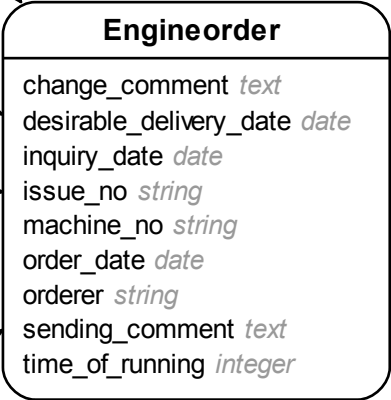 Engineorder
change_comment text
desirable_delivery_date date
inquiry_date date
issue_no string
machine_no string
order_date date
orderer string
sending_comment text
time_of_running integer